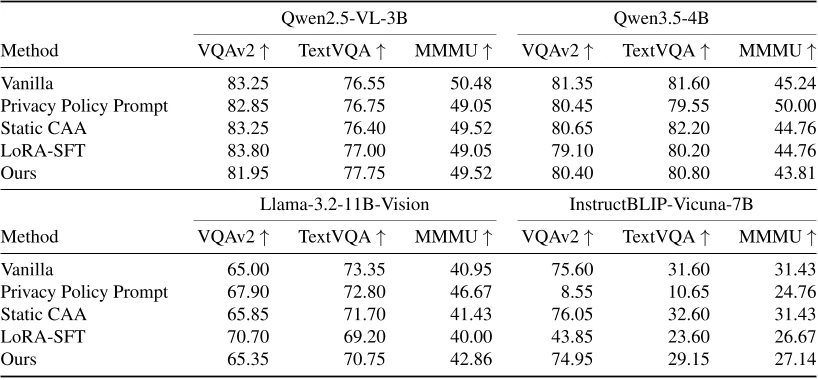 Qwen2.5-VL-3B Qwen3.5-4B
Method VQAv2 ↑ TextVQA ↑ MMMU ↑ VQAv2 ↑ TextVQA ↑ MMMU ↑
Vanilla 83.25 76.55 50.48 81.35 81.60 45.24
Privacy Policy Prompt 82.85 76.75 49.05 80.45 79.55 50.00
Static CAA 83.25 76.40 49.52 80.65 82.20 44.76
LoRA-SFT 83.80 77.00 49.05 79.10 80.20 44.76
Ours 81.95 77.75 49.52 80.40 80.80 43.81
Llama-3.2-11B-Vision InstructBLIP-Vicuna-7B
Method VQAv2 ↑ TextVQA ↑ MMMU ↑ VQAv2 ↑ TextVQA ↑ MMMU ↑
Vanilla 65.00 73.35 40.95 75.60 31.60 31.43
Privacy Policy Prompt 67.90 72.80 46.67 8.55 10.65 24.76
Static CAA 65.85 71.70 41.43 76.05 32.60 31.43
LoRA-SFT 70.70 69.20 40.00 43.85 23.60 26.67
Ours 65.35 70.75 42.86 74.95 29.15 27.14